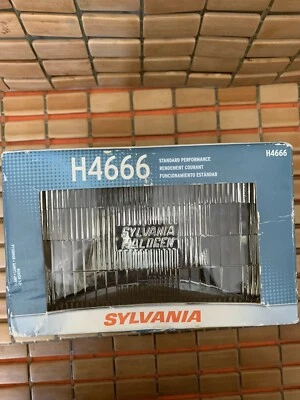 H4666
STANDARD PERFORMANCE
RENDEMENT COURANT
FUNCIONAMIENTO ESTÁNDAR
H4666
SYLVANIA
HALOGEN
SYLVANIA